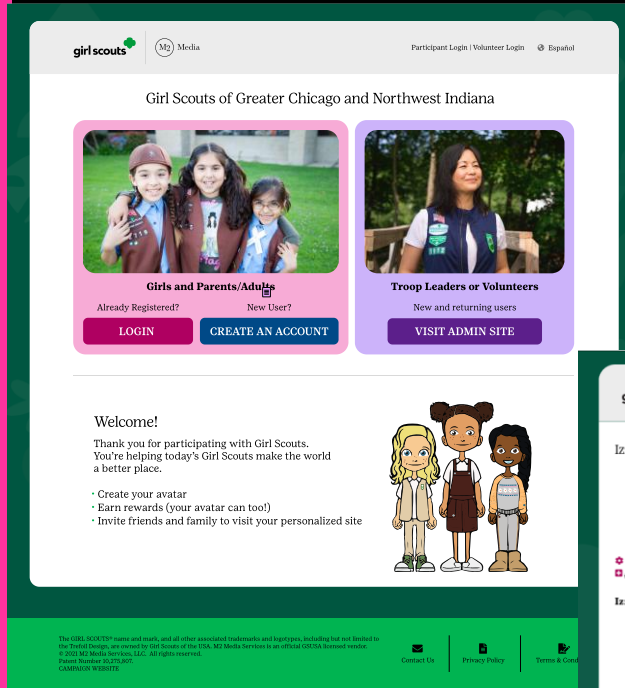 girl scouts
M2 Media
Participant Login | Volunteer Login
Español
Girl Scouts of Greater Chicago and Northwest Indiana
Girls and Parents/Adults
Already Registered?
New User?
LOGIN
CREATE AN ACCOUNT
Troop Leaders or Volunteers
New and returning users
VISIT ADMIN SITE
Welcome!
Thank you for participating with Girl Scouts.
You're helping today's Girl Scouts make the world
a better place.
· Create your avatar
· Earn rewards (your avatar can too!)
· Invite friends and family to visit your personalized site
Iz
Iz
The GIRL SCOUTS® name and mark, and all other associated trademarks and logotypes, including but not limited to
the Trefoil Design, are owned by Girl Scouts of the USA. M2 Media Services is an official GSUSA licensed vendor.
© 2021 M2 Media Services, LLC. All rights reserved.
Patent Number 10,275,807.
CAMPAIGN WEBSITE
Contact Us
Privacy Policy
Terms & Cond